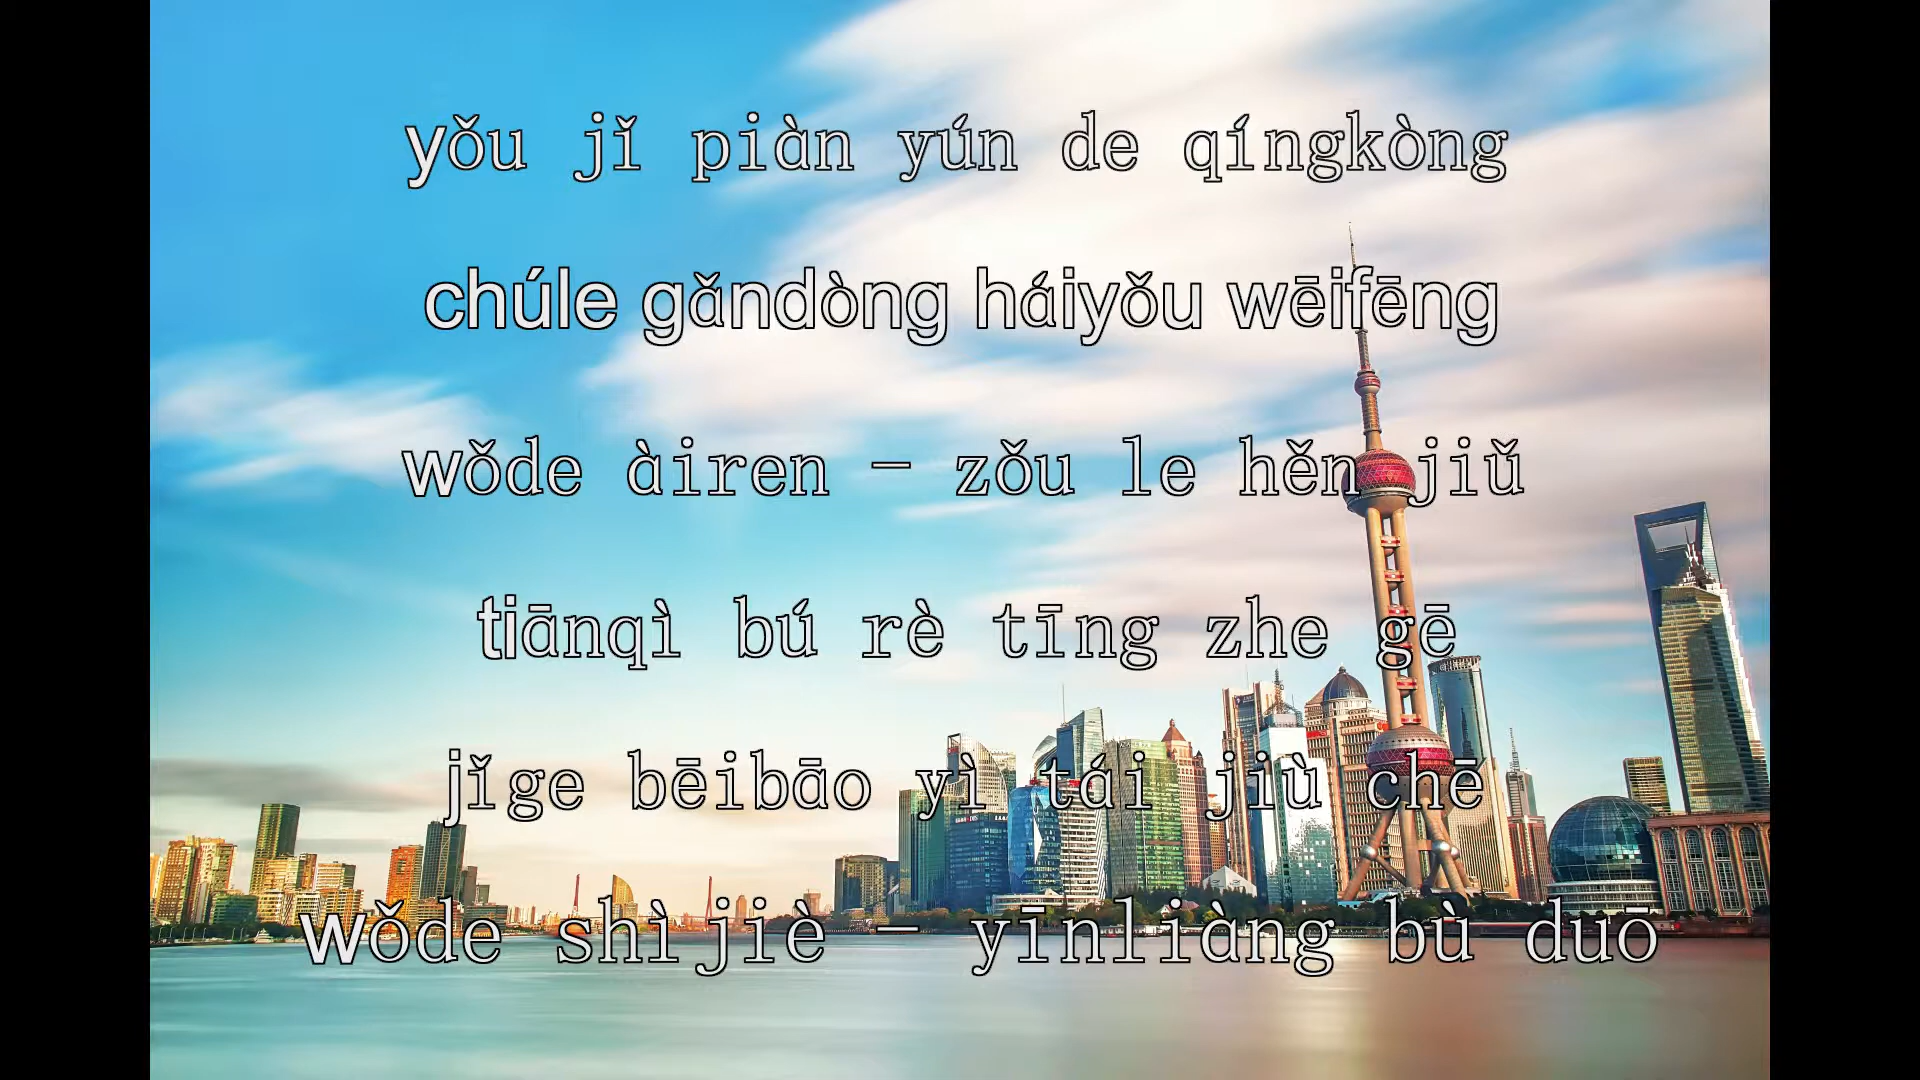 yǒu jǐ piàn yún de qíngkòng
chúle gǎndòng háiyǒu wēifēng
wǒde àiren – zǒu le hěn jiǔ
tiānqì bú rè tīng zhe gē
jǐge bēibāo yì tái jiù chē
wǒde shìjiè – yīnliàng bù duō